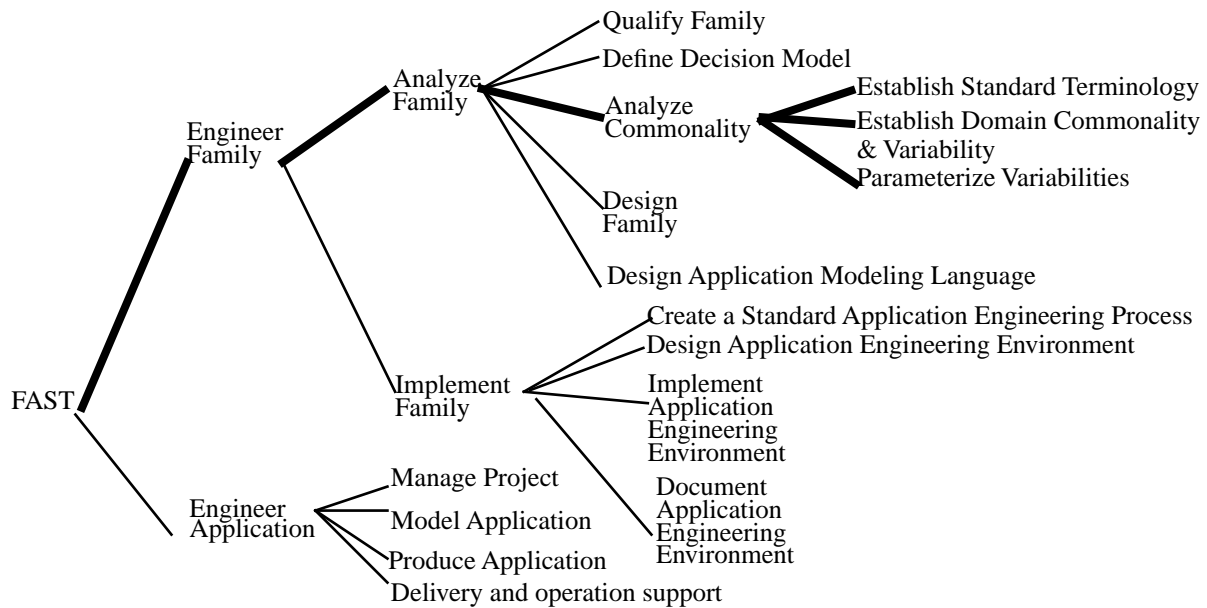 Qualify Family
Define Decision Model
Analyze
Family
Analyze
Commonality
Establish Standard Terminology
Establish Domain Commonality
& Variability
Parameterize Variabilities
Engineer
Family
Design
Family
Design Application Modeling Language
Create a Standard Application Engineering Process
Design Application Engineering Environment
Implement
Family
Implement
Application
Engineering
Environment
FAST
Document
Application
Engineering
Environment
Engineer
Application
Manage Project
Model Application
Produce Application
Delivery and operation support